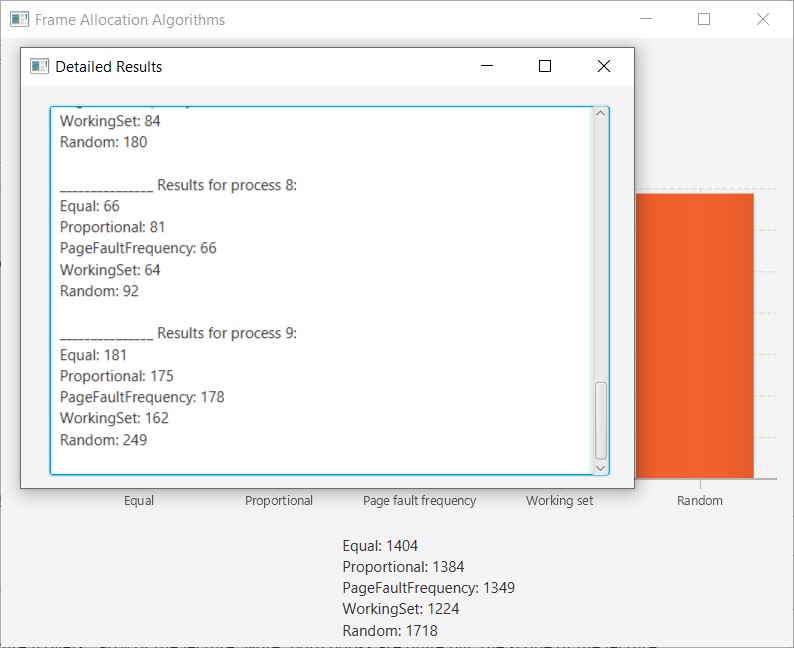 Frame Allocation Algorithms
Detailed Results
WorkingSet: 84
Random: 180
_______________ Results for process 8:
Equal: 66
Proportional: 81
PageFaultFrequency: 66
WorkingSet: 64
Random: 92
_______________ Results for process 9:
Equal: 181
Proportional: 175
PageFaultFrequency: 178
WorkingSet: 162
Random: 249
Equal Proportional Page fault frequency Working set Random
Equal: 1404
Proportional: 1384
PageFaultFrequency: 1349
WorkingSet: 1224
Random: 1718